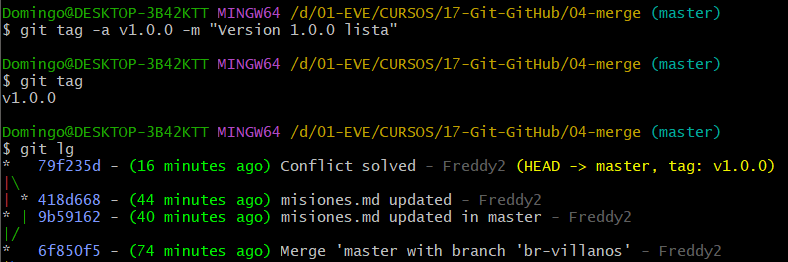 Domingo@DESKTOP-3B42KTT MINGW64 /d/01-EVE/CURSOS/17-Git-GitHub/04-merge (master)
$ git tag -a v1.0.0 -m "Version 1.0.0 lista"
Domingo@DESKTOP-3B42KTT MINGW64 /d/01-EVE/CURSOS/17-Git-GitHub/04-merge (master)
$ git tag
v1.0.0
Domingo@DESKTOP-3B42KTT MINGW64 /d/01-EVE/CURSOS/17-Git-GitHub/04-merge (master)
$ git lg
*   79f235d - (16 minutes ago) Conflict solved - Freddy2 (HEAD -> master, tag: v1.0.0)
|\
| * 418d668 - (44 minutes ago) misiones.md updated - Freddy2
* | 9b59162 - (40 minutes ago) misiones.md updated in master - Freddy2
|/
*   6f850f5 - (74 minutes ago) Merge 'master with branch 'br-villanos' - Freddy2